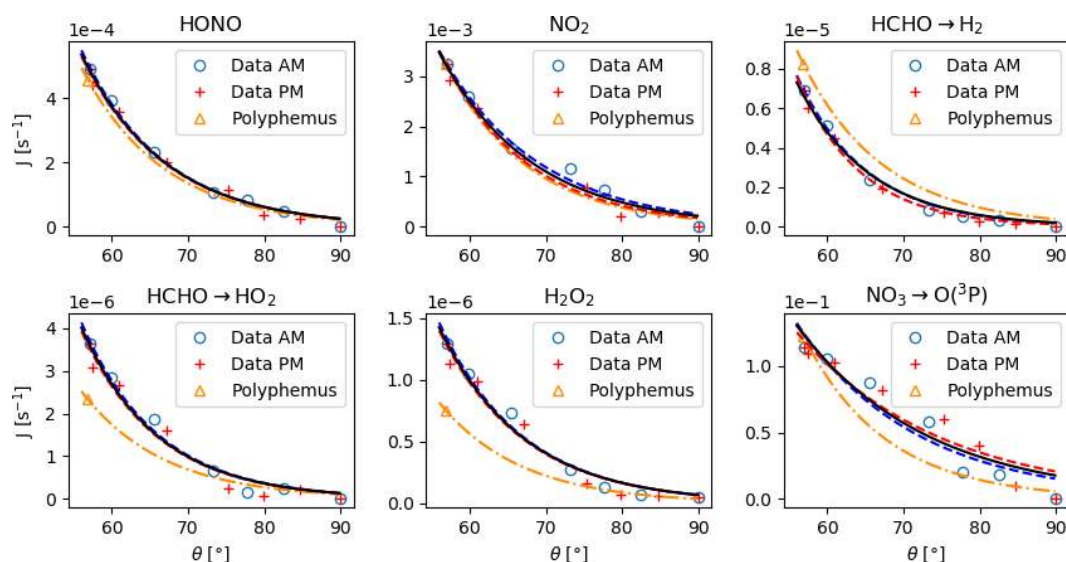 HONO
1e−4
J [s⁻¹]
4
2
0
60
70
80
90
Data AM
Data PM
Polyphemus
NO₂
1e−3
3
2
1
0
60
70
80
90
Data AM
Data PM
Polyphemus
HCHO → H₂
1e−5
0.8
0.6
0.4
0.2
0.0
60
70
80
90
Data AM
Data PM
Polyphemus
HCHO → HO₂
1e−6
J [s⁻¹]
4
3
2
1
0
60
70
80
90
θ [°]
Data AM
Data PM
Polyphemus
H₂O₂
1e−6
1.5
1.0
0.5
0.0
60
70
80
90
θ [°]
Data AM
Data PM
Polyphemus
NO₃ → O(³P)
1e−1
1.0
0.5
0.0
60
70
80
90
θ [°]
Data AM
Data PM
Polyphemus